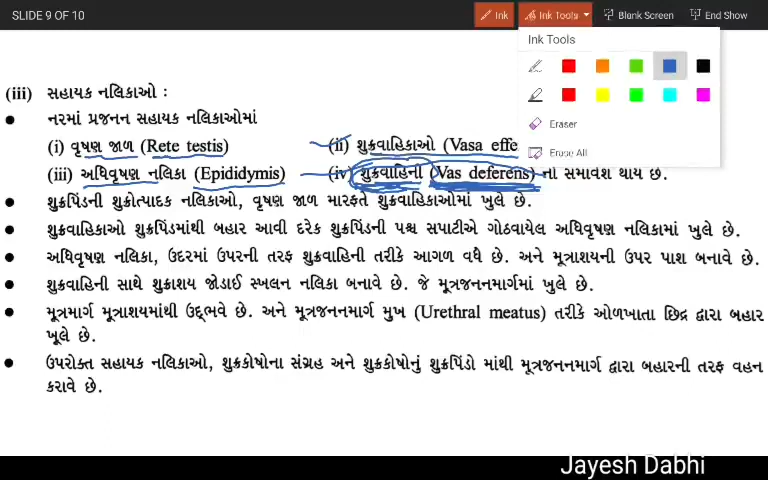 SLIDE 9 OF 10
Ink
Ink Tools
Blank Screen
End Show
Ink Tools
Eraser
Erase All
(iii) સહાયક નલિકાઓ :
• નરમાં પ્રજનન સહાયક નલિકાઓમાં
(i) વૃષણ જાળ (Rete testis) (ii) શુક્રવાહિકાઓ (Vasa effe
(iii) અધિવૃષણ નલિકા (Epididymis) (iv) શુક્રવાહિની (Vas deferens) નો સમાવેશ થાય છે.
• શુક્રપિંડની શુક્રોત્પાદક નલિકાઓ, વૃષણ જાળ મારફતે શુક્રવાહિકાઓમાં ખુલે છે.
• શુક્રવાહિકાઓ શુક્રપિંડમાંથી બહાર આવી દરેક શુક્રપિંડની પશ્ચ સપાટીએ ગોઠવાયેલ અધિવૃષણ નલિકામાં ખુલે છે.
• અધિવૃષણ નલિકા, ઉદરમાં ઉપરની તરફ શુક્રવાહિની તરીકે આગળ વધે છે. અને મૂત્રાશયની ઉપર પાશ બનાવે છે.
• શુક્રવાહિની સાથે શુક્રાશય જોડાઈ સ્ખલન નલિકા બનાવે છે. જે મૂત્રજનનમાર્ગમાં ખુલે છે.
• મૂત્રમાર્ગ મૂત્રાશયમાંથી ઉદ્ભવે છે. અને મૂત્રજનનમાર્ગ મુખ (Urethral meatus) તરીકે ઓળખાતા છિદ્ર દ્વારા બહાર
ખૂલે છે.
• ઉપરોક્ત સહાયક નલિકાઓ, શુક્રકોષોના સંગ્રહ અને શુક્રકોષોનું શુક્રપિંડો માંથી મૂત્રજનનમાર્ગ દ્વારા બહારની તરફ વહન
કરાવે છે.
Jayesh Dabhi